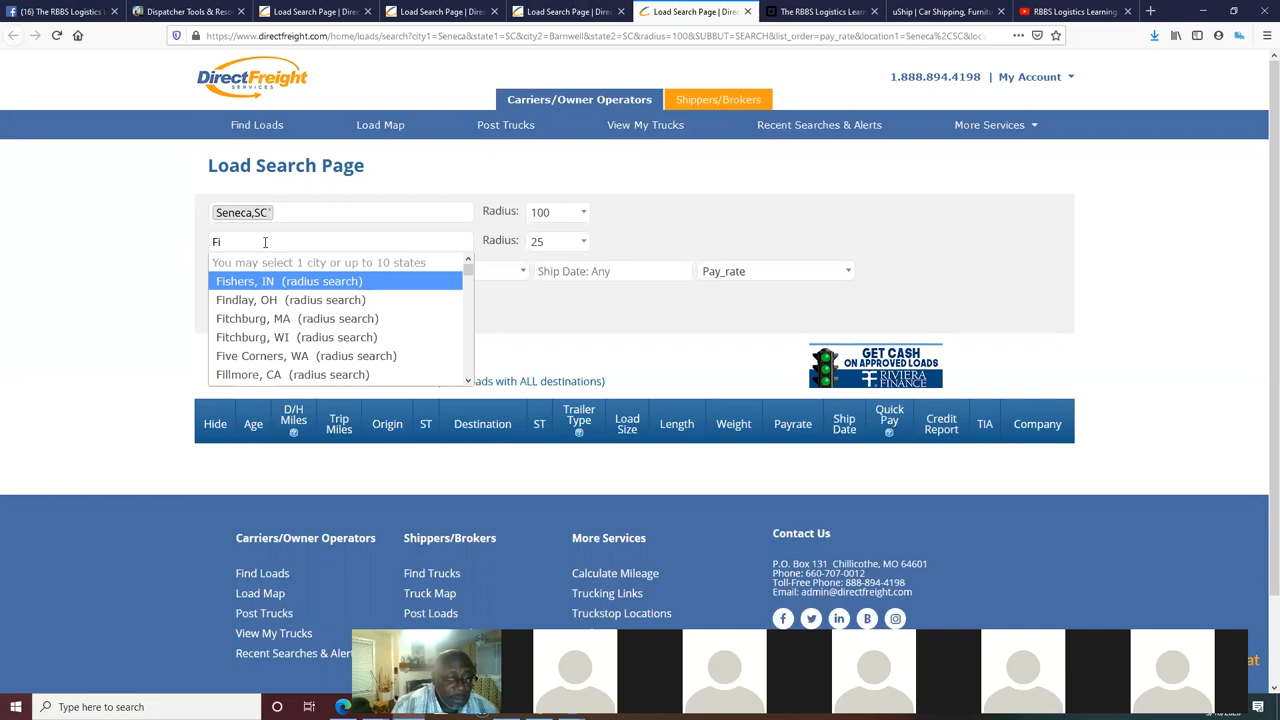 (16) The RBBS Logistics L
Dispatcher Tools & Reso
Load Search Page | Direc
Load Search Page | Direc
Load Search Page | Direc
Load Search Page | Direc
The RBBS Logistics Learn
uShip | Car Shipping, Furnitu
RBBS Logistics Learning
https://www.directfreight.com/home/loads/search?city1=Seneca&state1=SC&city2=Barnwell&state2=SC&radius=100&SUBBUT=SEARCH&list_order=pay_rate&location1=Seneca%2CSC&loc
DirectFreight
SERVICES
1.888.894.4198 | My Account
Carriers/Owner Operators
Shippers/Brokers
Find Loads
Load Map
Post Trucks
View My Trucks
Recent Searches & Alerts
More Services
Load Search Page
Seneca,SC
Radius:
100
Fi
Radius:
25
You may select 1 city or up to 10 states
Fishers, IN (radius search)
Ship Date: Any
Pay_rate
Findlay, OH (radius search)
Fitchburg, MA (radius search)
Fitchburg, WI (radius search)
Five Corners, WA (radius search)
Fillmore, CA (radius search)
GET CASH
ON APPROVED LOADS
RIVIERA
FINANCE
ads with ALL destinations)
Hide
Age
D/H Miles
Trip Miles
Origin
ST
Destination
ST
Trailer Type
Load Size
Length
Weight
Payrate
Ship Date
Quick Pay
Credit Report
TIA
Company
Carriers/Owner Operators
Find Loads
Load Map
Post Trucks
View My Trucks
Recent Searches & Alert
Shippers/Brokers
Find Trucks
Truck Map
Post Loads
More Services
Calculate Mileage
Trucking Links
Truckstop Locations
Contact Us
P.O. Box 131 Chillicothe, MO 64601
Phone: 660-707-0012
Toll-Free Phone: 888-894-4198
Email: admin@directfreight.com
at
Type here to search